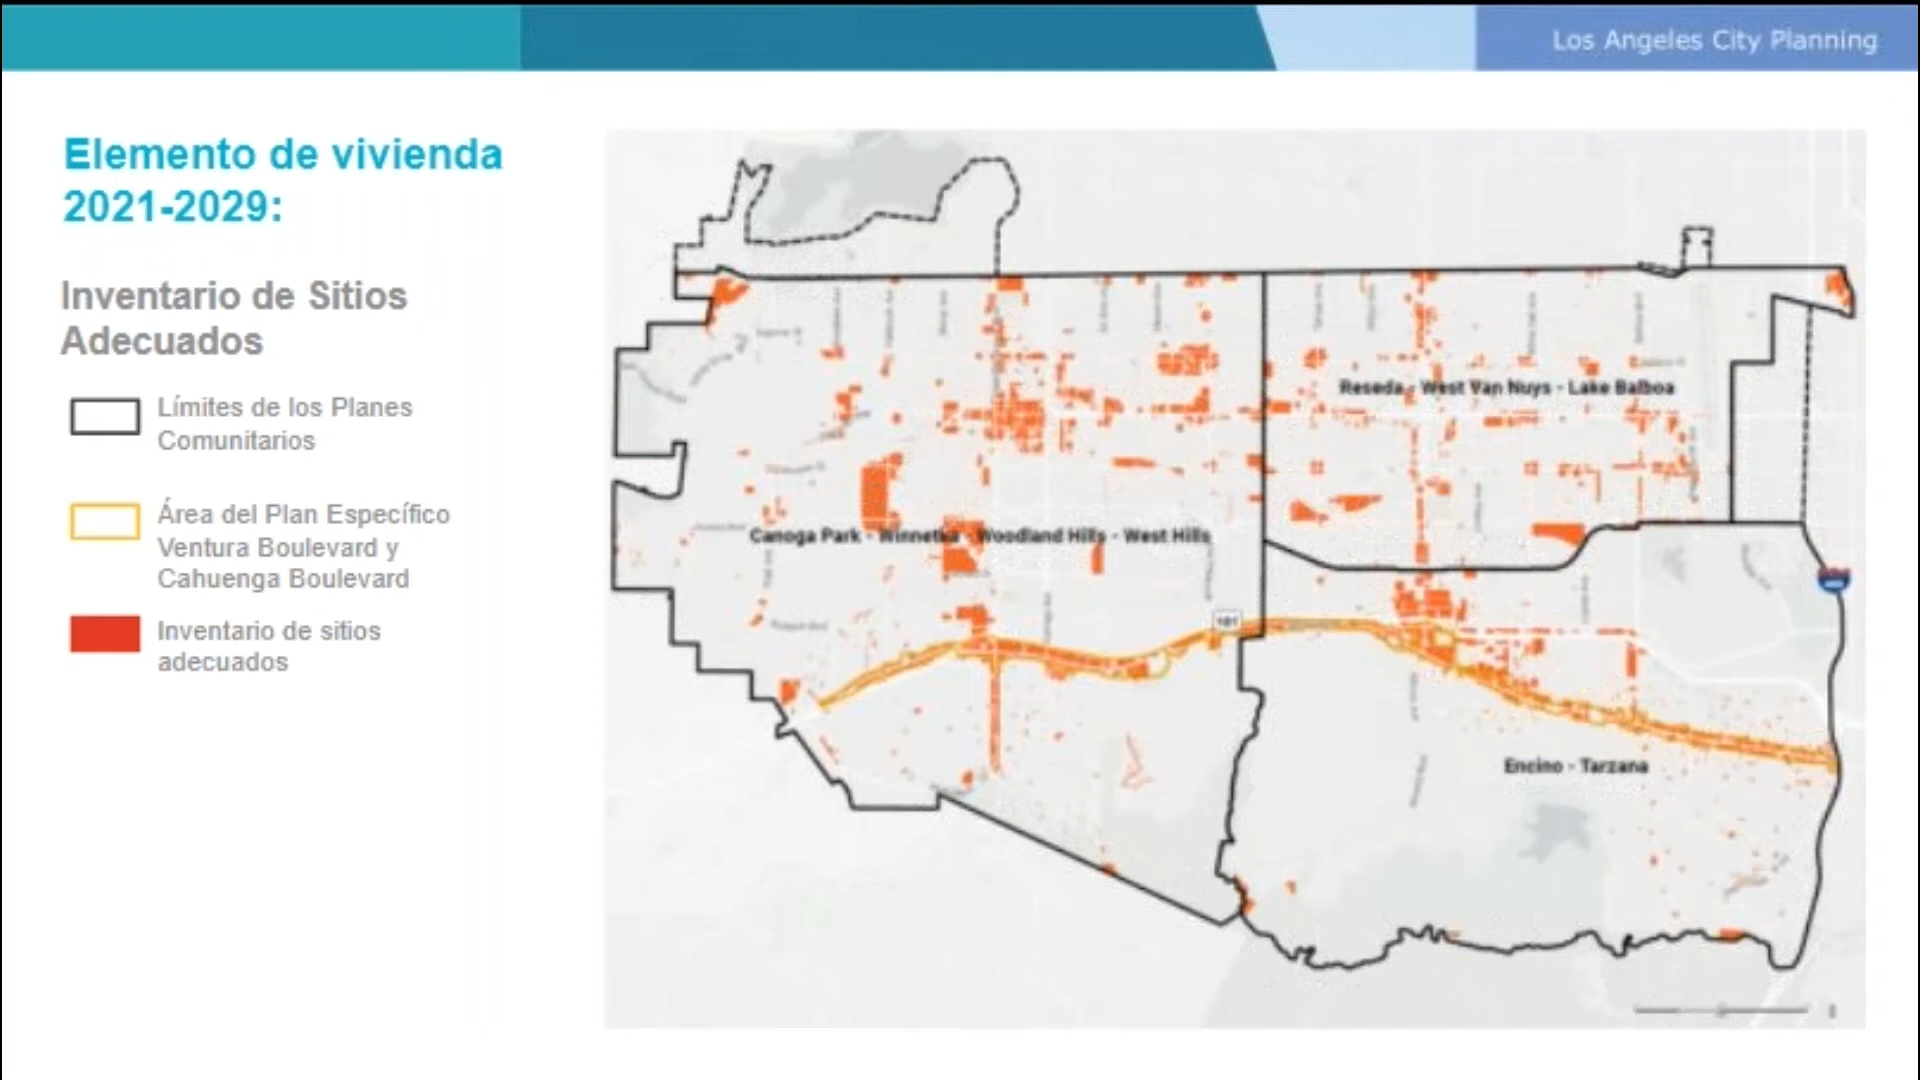 Los Angeles City Planning
Elemento de vivienda
2021-2029:
Inventario de Sitios
Adecuados
Límites de los Planes
Comunitarios
Área del Plan Específico
Ventura Boulevard y
Cahuenga Boulevard
Inventario de sitios
adecuados
Reseda - West Van Nuys - Lake Balboa
Canoga Park - Winnetka - Woodland Hills - West Hills
101
Encino - Tarzana